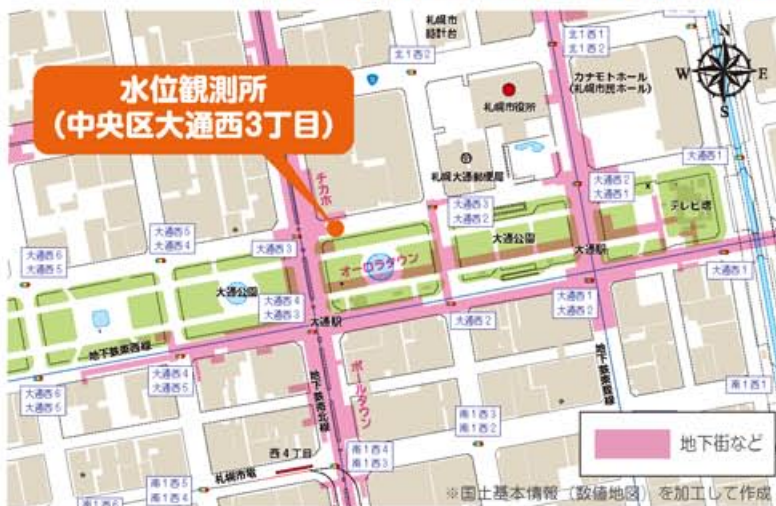 水位観測所
(中央区大通西3丁目)
札幌市
時計台
北1西2
北1西1
北1西2
N
W
E
S
カナモトホール
(札幌市民ホール)
札幌市役所
札幌大通郵便局
大通西1
チカホ
大通西3
大通西2
大通西2
大通西1
テレビ塔
大通西5
大通西4
大通西3
大通公園
大通駅
オーロラタウン
大通西6
大通西5
大通公園
大通西4
大通西3
大通駅
大通西2
大通西1
大通西2
大通西1
地下鉄東西線
大通西4
大通西5
大通西6
大通西5
地下鉄南北線
ポールタウン
地下鉄東豊線
南1西1
南1西3
南1西2
西4丁目
南1西4
南1西3
札幌市電
南1西5
南1西4
南1西6
地下街など
※国土基本情報(数値地図)を加工して作成